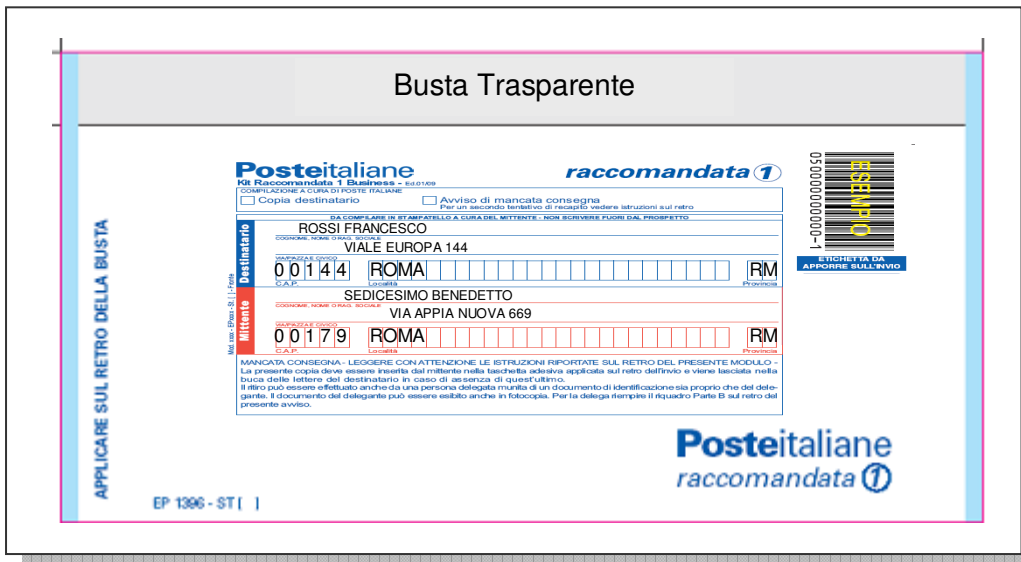 Busta Trasparente
Posteitaliane
raccomandata 1
Kit Raccomandata 1 Business - Ed.01/09
COMPILAZIONE A CURA DI POSTE ITALIANE
Copia destinatario
Avviso di mancata consegna
Per un secondo tentativo di recapito vedere istruzioni sul retro
DA COMPILARE IN STAMPATELLO A CURA DEL MITTENTE - NON SCRIVERE FUORI DAL PROSPETTO
Destinatario
ROSSI FRANCESCO
COGNOME, NOME O RAG. SOCIALE
VIALE EUROPA 144
VIA/PIAZZA E CIVICO
00144 ROMA RM
C.A.P. Località Provincia
Mittente
SEDICESIMO BENEDETTO
COGNOME, NOME O RAG. SOCIALE
VIA APPIA NUOVA 669
VIA/PIAZZA E CIVICO
00179 ROMA RM
C.A.P. Località Provincia
MANCATA CONSEGNA - LEGGERE CON ATTENZIONE LE ISTRUZIONI RIPORTATE SUL RETRO DEL PRESENTE MODULO -
La presente copia deve essere inserita dal mittente nella taschetta adesiva applicata sul retro dell'invio e viene lasciata nella
buca delle lettere del destinatario in caso di assenza di quest'ultimo.
Il ritiro può essere effettuato anche da una persona delegata munita di un documento di identificazione sia proprio che del dele-
gante. Il documento del delegante può essere esibito anche in fotocopia. Per la delega riempire il riquadro Parte B sul retro del
presente avviso.
Mod. xxx - EPxxx - St. [ ] - Fronte
05000000000-1
ESEMPIO
ETICHETTA DA
APPORRE SULL'INVIO
APPLICARE SUL RETRO DELLA BUSTA
Posteitaliane
raccomandata 1
EP 1396 - ST [ ]